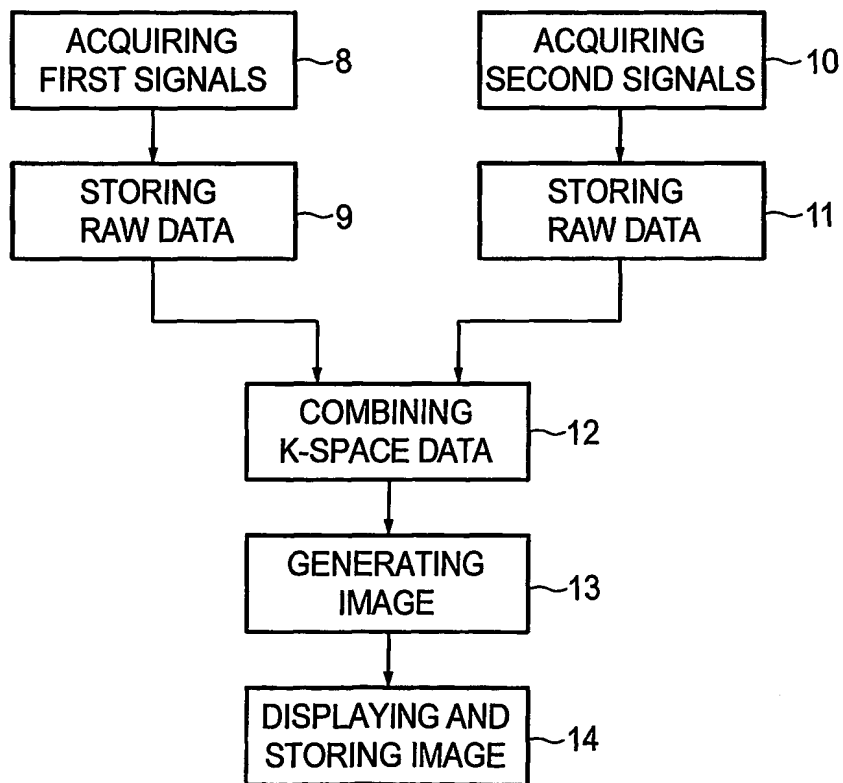 ACQUIRING
FIRST SIGNALS
8
ACQUIRING
SECOND SIGNALS
10
STORING
RAW DATA
9
STORING
RAW DATA
11
COMBINING
K-SPACE DATA
12
GENERATING
IMAGE
13
DISPLAYING AND
STORING IMAGE
14